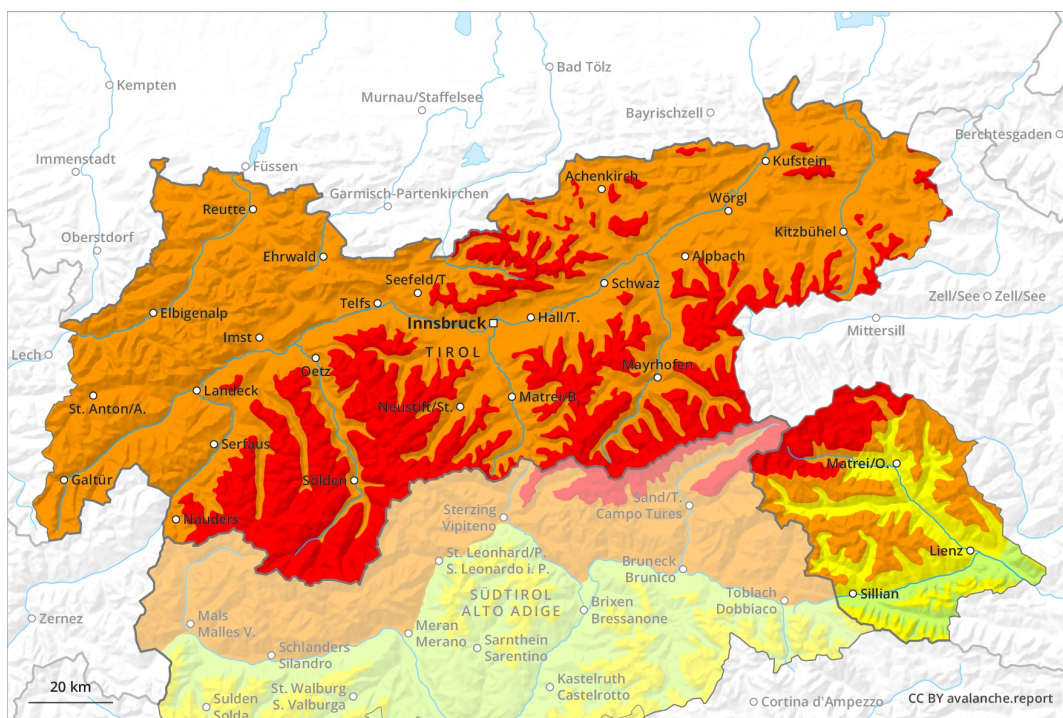 Kempten
Bad Tölz
Murnau/Staffelsee
Bayrischzell
Berchtesgaden
Immenstadt
Füssen
Kufstein
Achenkirch
Garmisch-Partenkirchen
Reutte
Wörgl
Oberstdorf
Kitzbühel
Ehrwald
Alpbach
Seefeld/T.
Schwaz
Zell/See
Zell/See
Telfs
Elbigenalp
Hall/T.
Innsbruck
Mittersill
Imst
TIROL
Lech
Oetz
Mayrhofen
Landeck
St. Anton/A.
Neustift/St.
Matrei/B.
Serfaus
Matrei/O.
Galtür
Sölden
Sand/T.
Campo Tures
Sterzing
Vipiteno
Nauders
Lienz
St. Leonhard/P.
S. Leonardo i. P.
Bruneck
Brunico
Sillian
SÜDTIROL
ALTO ADIGE
Toblach
Dobbiaco
Brixen
Bressanone
Mals
Malles V.
Zernez
Meran
Merano
Sarnthein
Sarentino
Schlanders
Silandro
Kastelruth
Castelrotto
20 km
St. Walburg
S. Valburga
Sulden
Solda
Cortina d'Ampezzo
CC BY avalanche.report